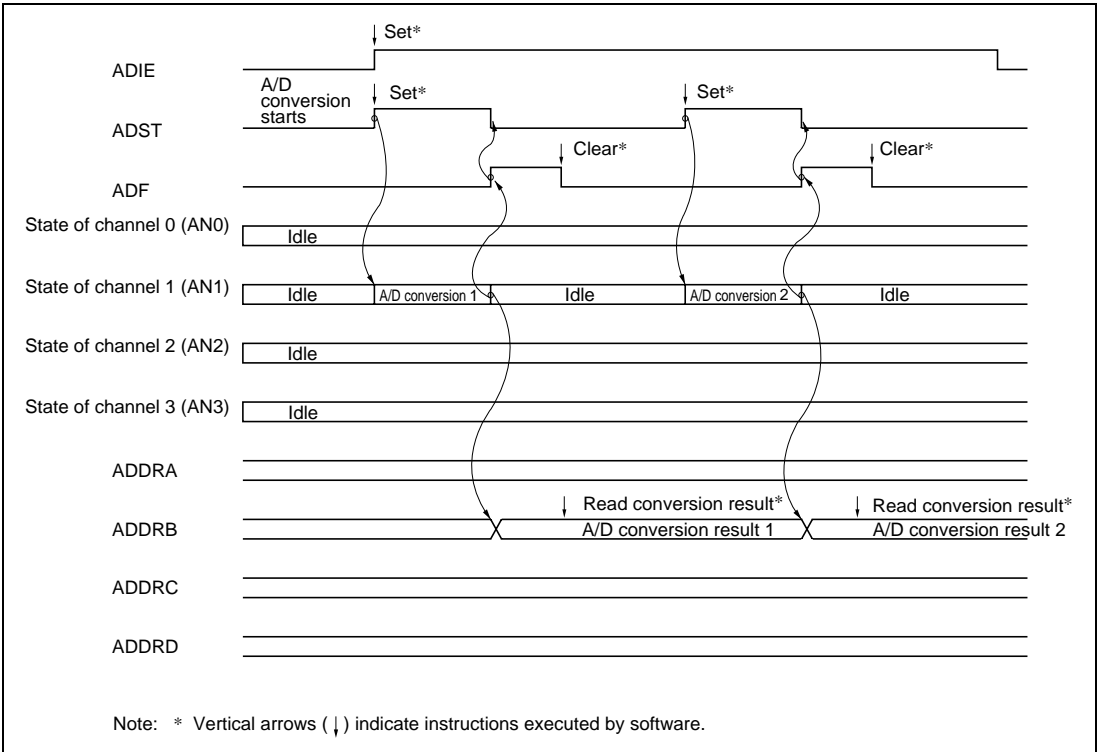 Set*
ADIE
A/D
conversion
starts
Set*
Set*
ADST
Clear*
Clear*
ADF
State of channel 0 (AN0)
Idle
State of channel 1 (AN1)
Idle
A/D conversion 1
Idle
A/D conversion 2
Idle
State of channel 2 (AN2)
Idle
State of channel 3 (AN3)
Idle
ADDRA
Read conversion result*
Read conversion result*
ADDRB
A/D conversion result 1
A/D conversion result 2
ADDRC
ADDRD
Note: * Vertical arrows (↓) indicate instructions executed by software.